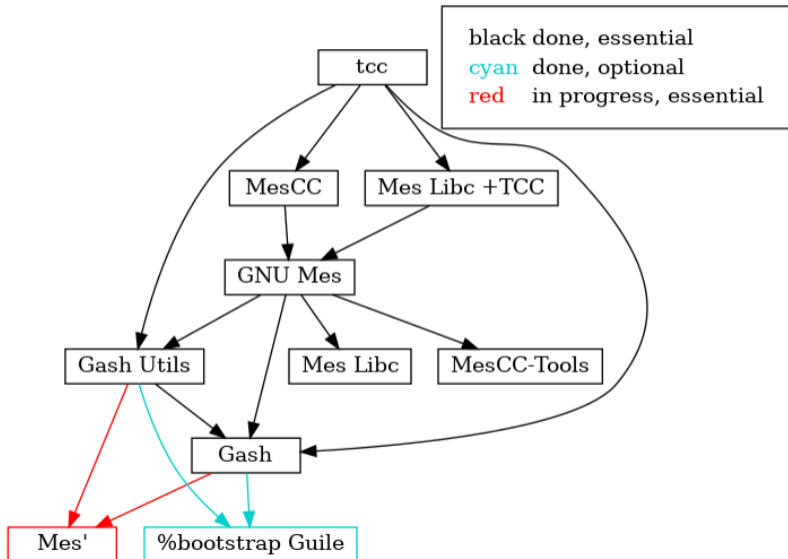 black done, essential
cyan done, optional
red in progress, essential
tcc
MesCC
Mes Libc +TCC
GNU Mes
Gash Utils
Mes Libc
MesCC-Tools
Gash
Mes'
%bootstrap Guile